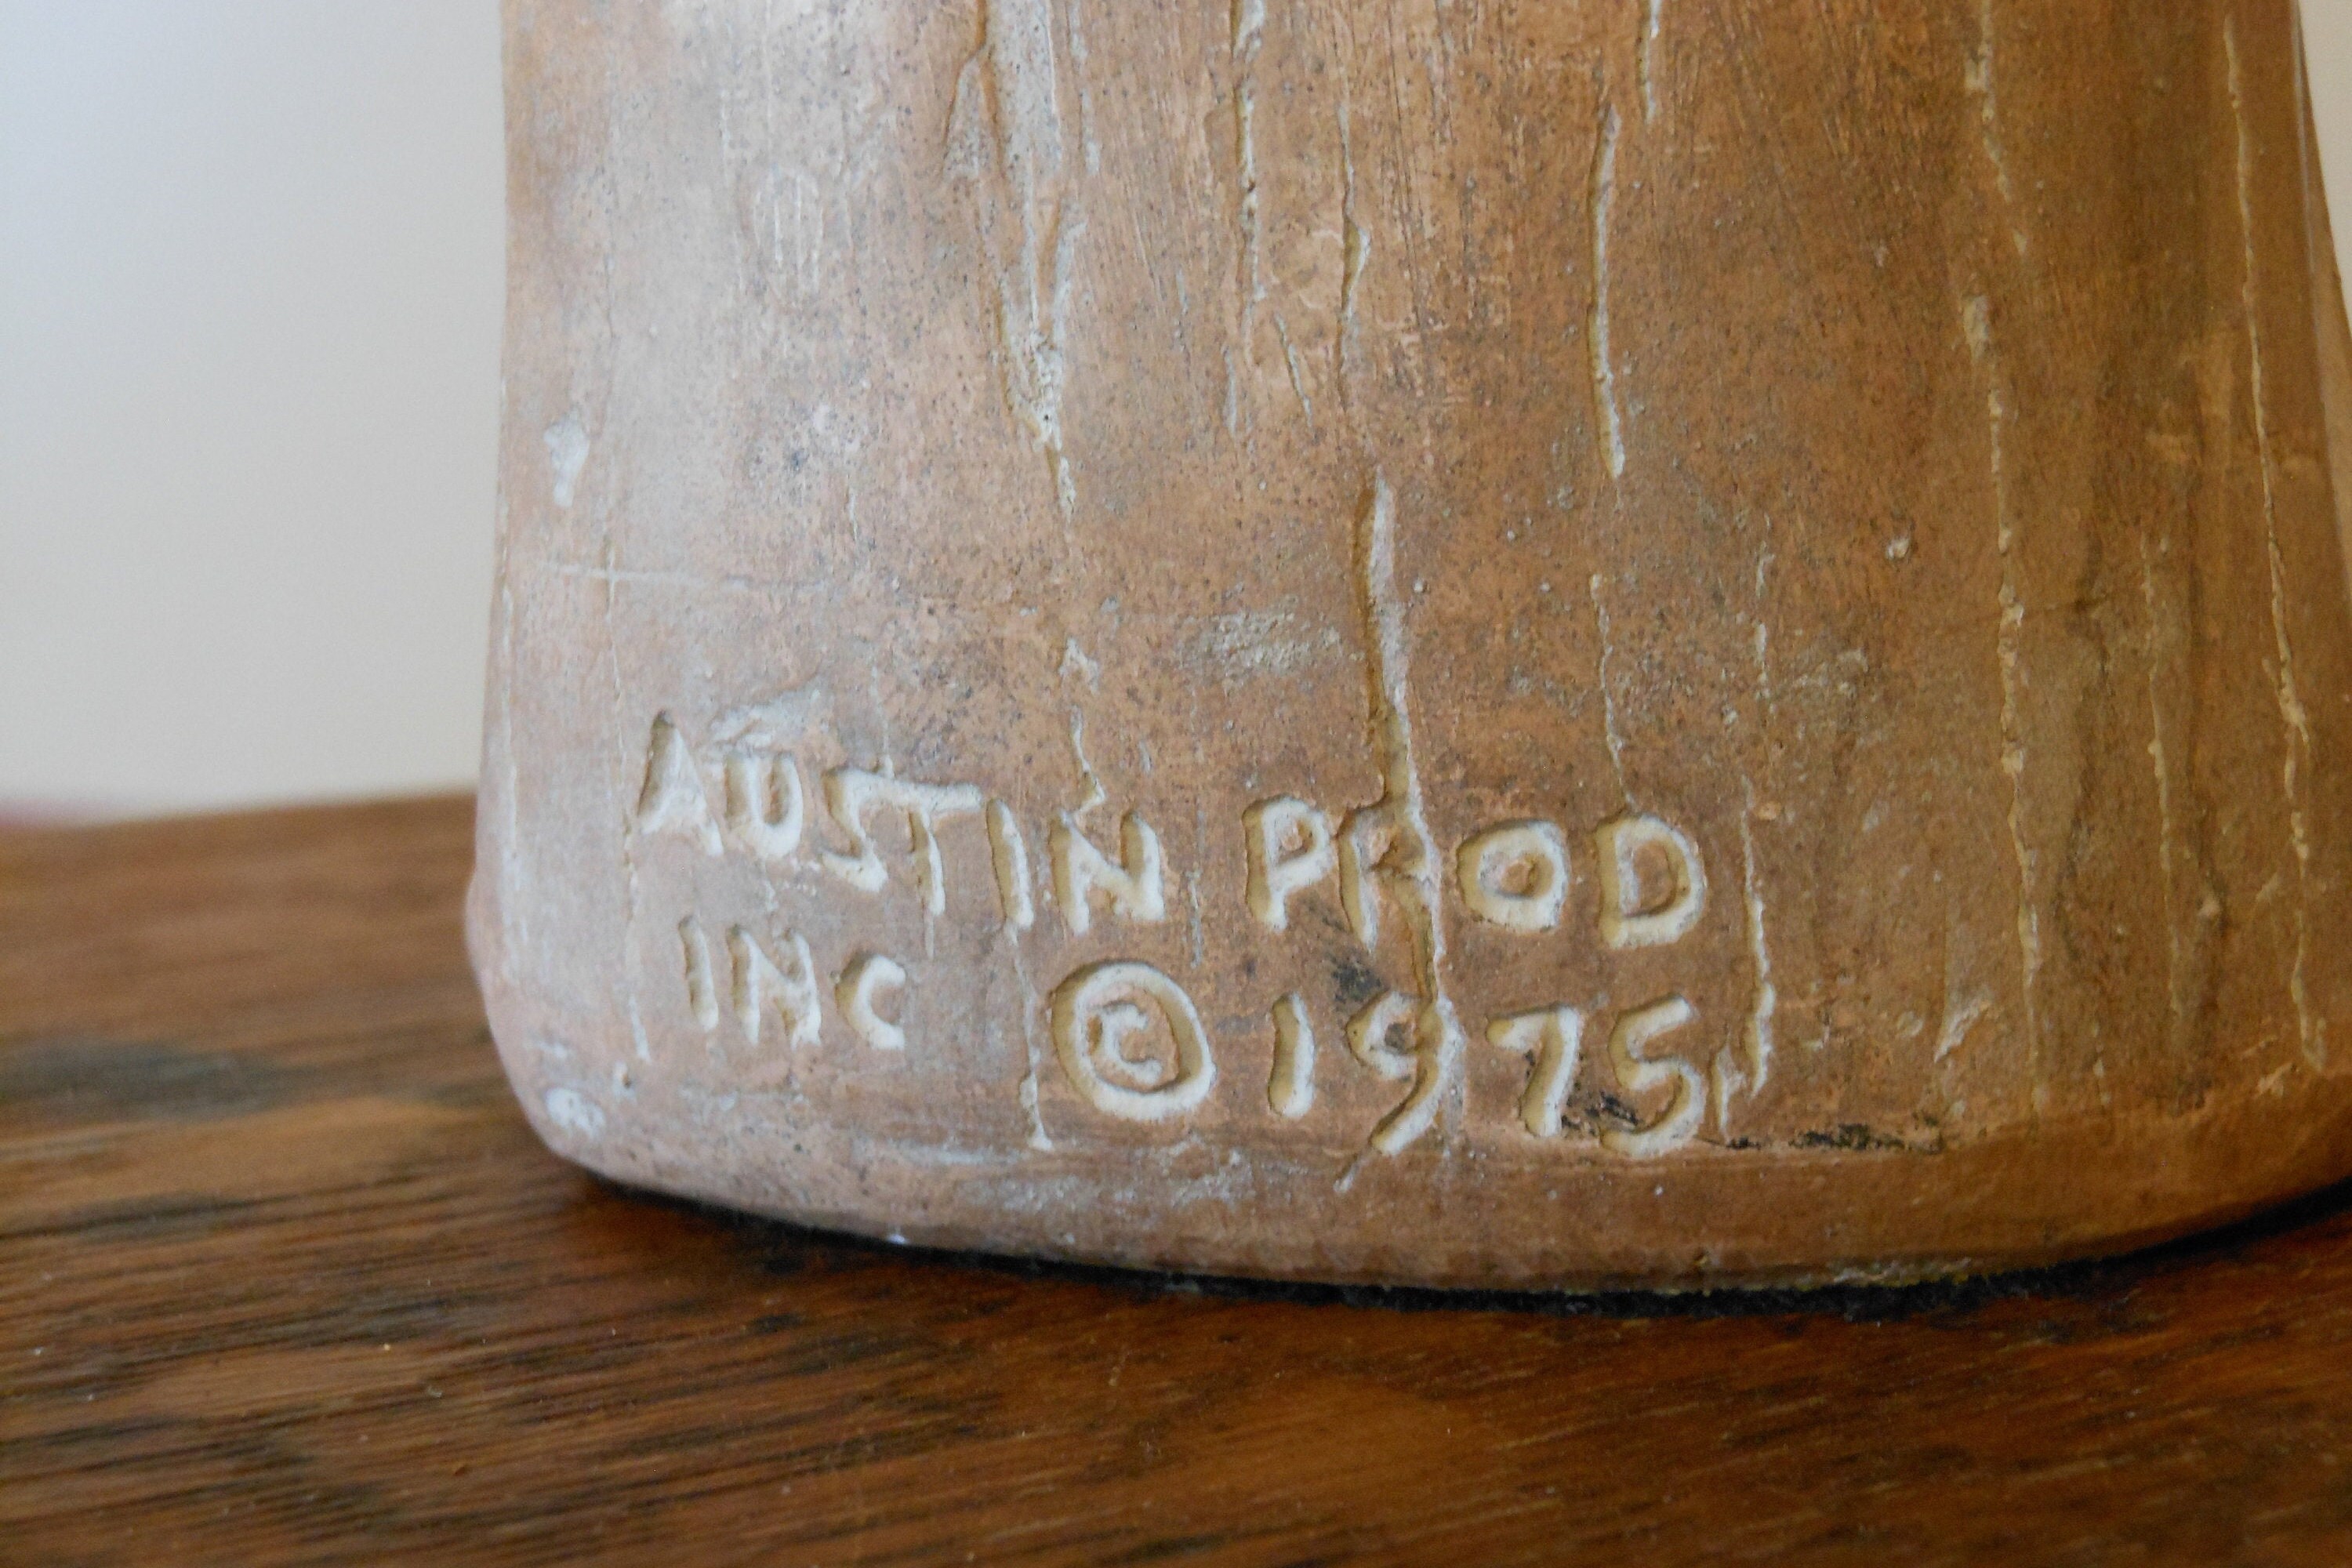 AUSTIN PROD
INC © 1975